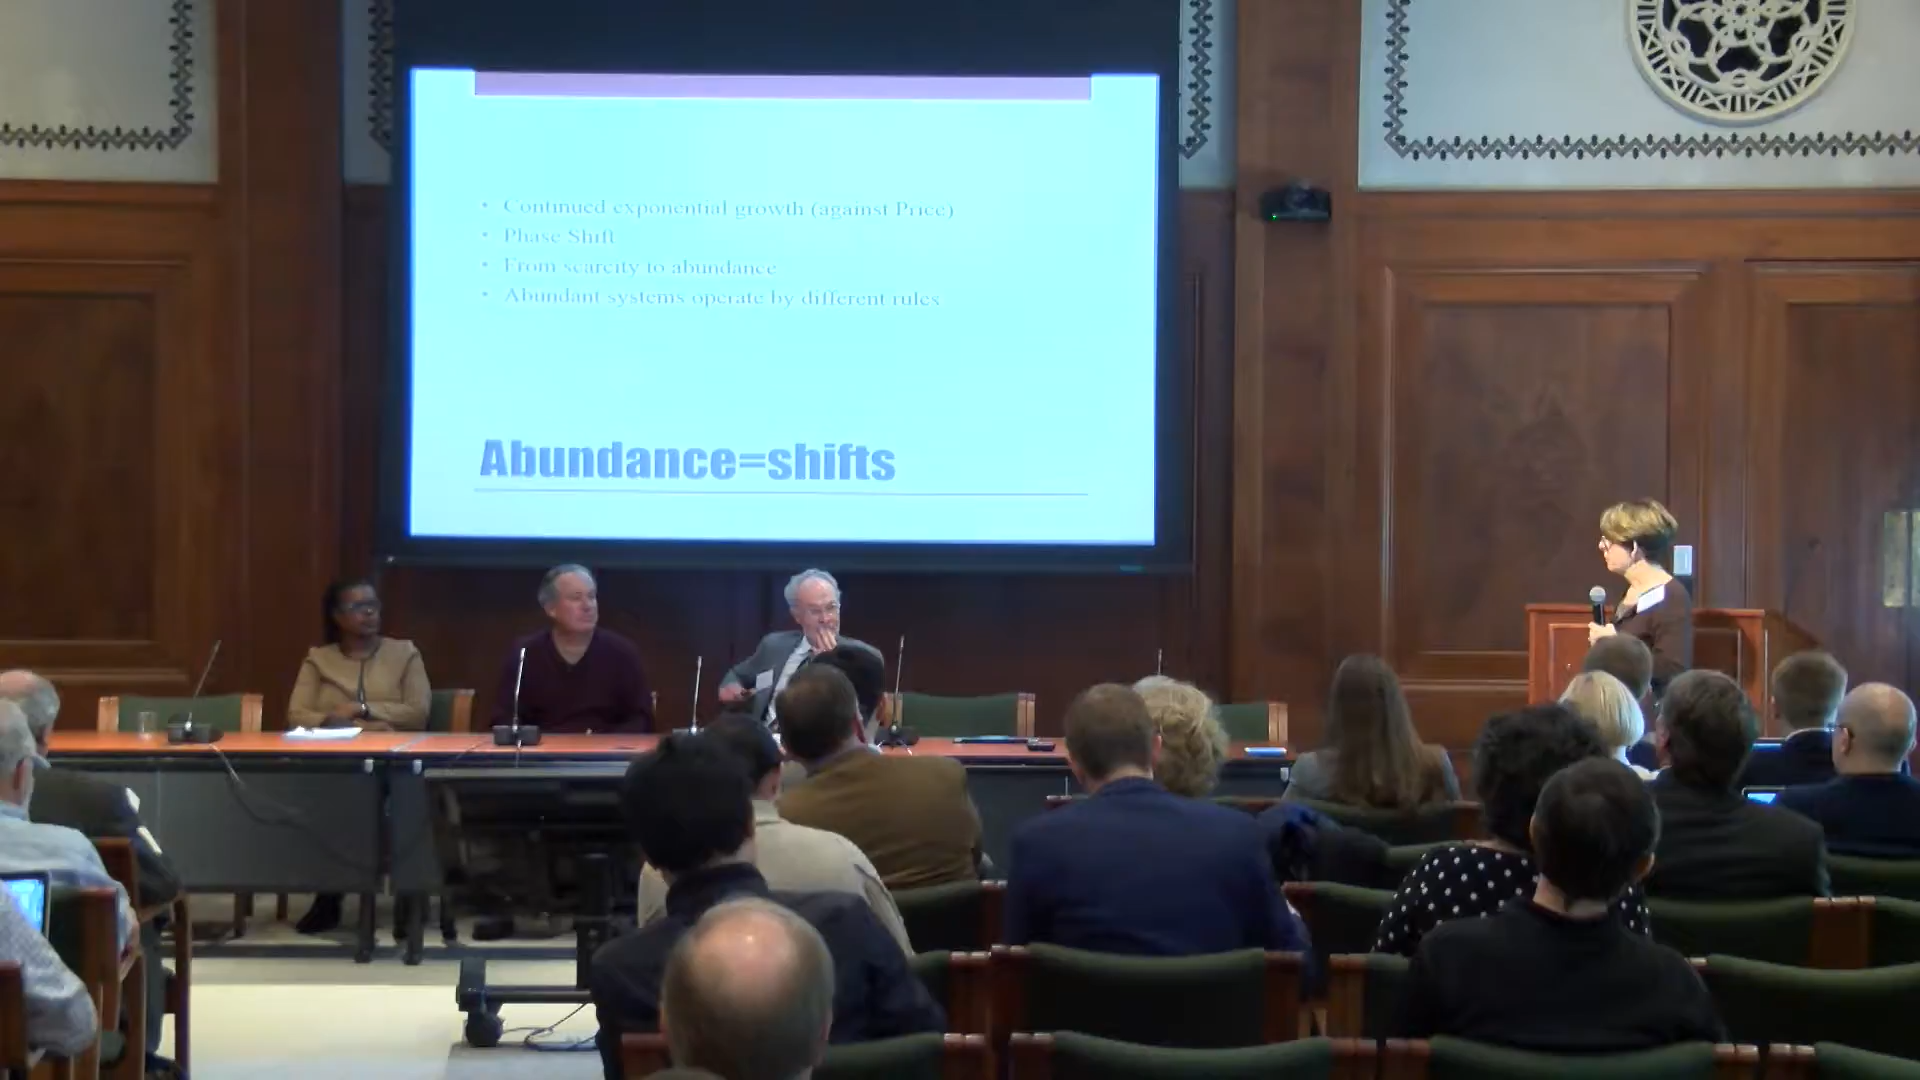 • Continued exponential growth (against Price)
• Phase Shift
• From scarcity to abundance
• Abundant systems operate by different rules
Abundance=shifts